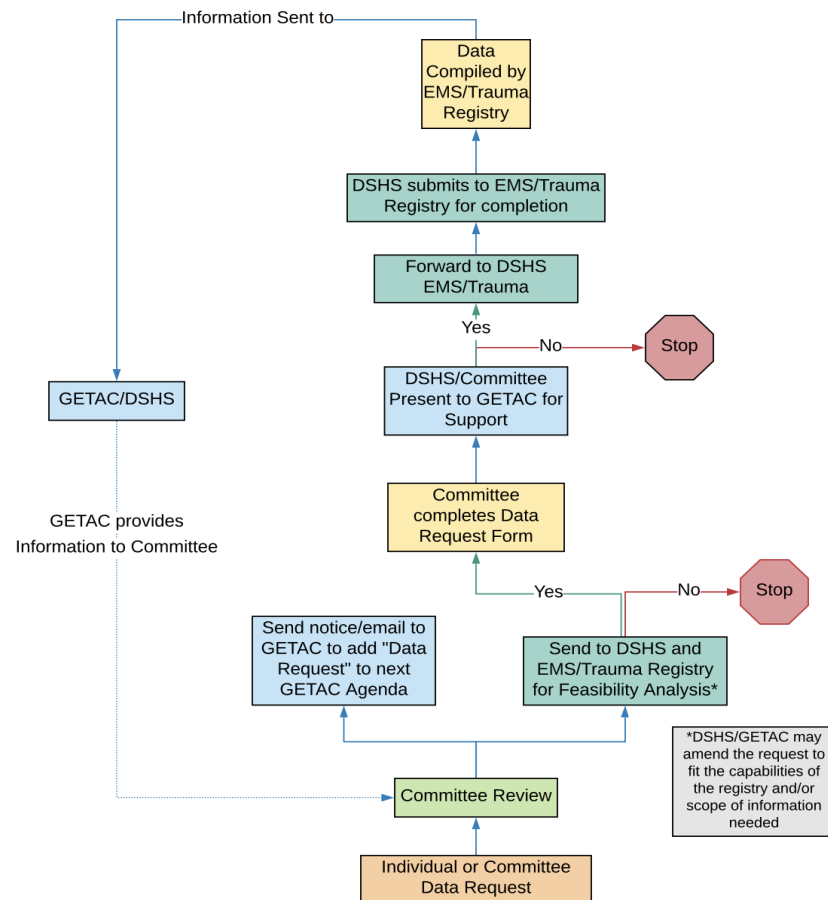 Information Sent to
Data
Compiled by
EMS/Trauma
Registry
DSHS submits to EMS/Trauma
Registry for completion
Forward to DSHS
EMS/Trauma
Yes
No
Stop
DSHS/Committee
Present to GETAC for
Support
GETAC/DSHS
Committee
completes Data
Request Form
GETAC provides
Information to Committee
Yes
No
Stop
Send notice/email to
GETAC to add "Data
Request" to next
GETAC Agenda
Send to DSHS and
EMS/Trauma Registry
for Feasibility Analysis*
*DSHS/GETAC may
amend the request to
fit the capabilities of
the registry and/or
scope of information
needed
Committee Review
Individual or Committee
Data Request